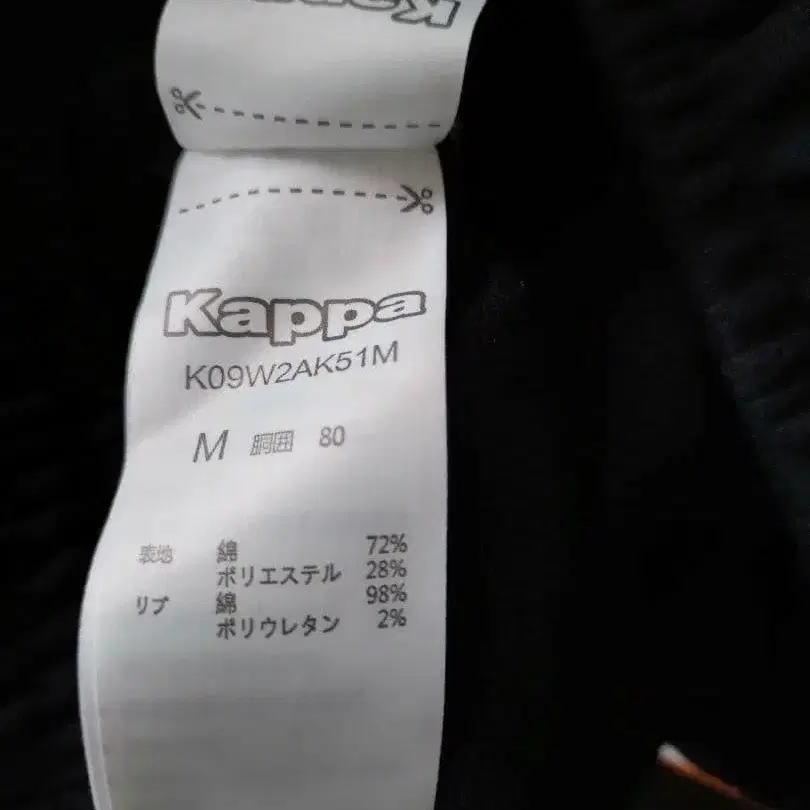 Kappa
Kappa
K09W2AK51M
M 胴囲 80
表地 綿 72%
ポリエステル 28%
リブ 綿 98%
ポリウレタン 2%